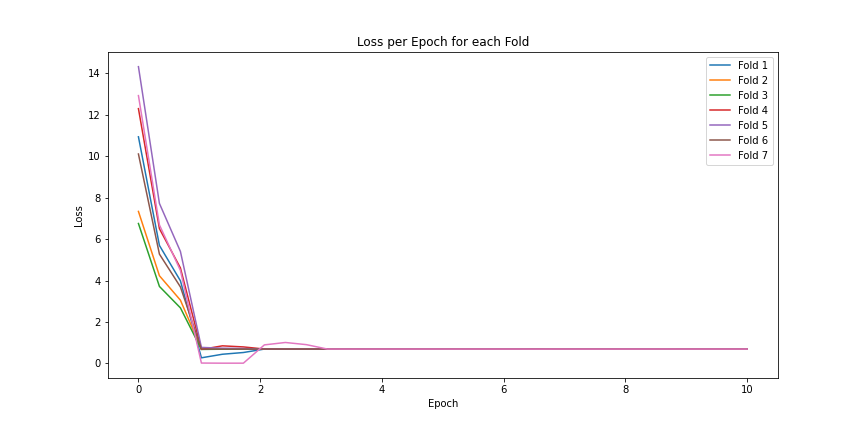 Loss per Epoch for each Fold
14
12
10
8
6
4
2
0
Loss
Fold 1
Fold 2
Fold 3
Fold 4
Fold 5
Fold 6
Fold 7
0 2 4 6 8 10
Epoch